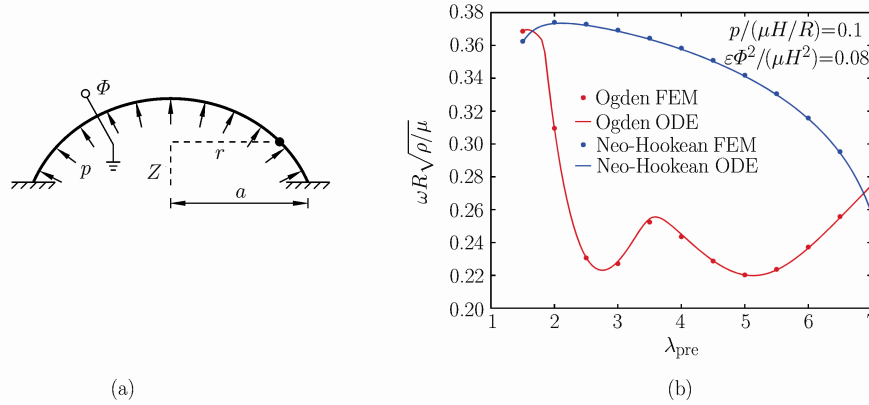 Φ
p
Z
r
a
(a)
0.38
0.36
0.34
0.32
0.30
0.28
0.26
0.24
0.22
0.20
ωR√ρ/μ
p/(μH/R)=0.1
εΦ²/(μH²)=0.08
Ogden FEM
Ogden ODE
Neo-Hookean FEM
Neo-Hookean ODE
1 2 3 4 5 6 7
λpre
(b)